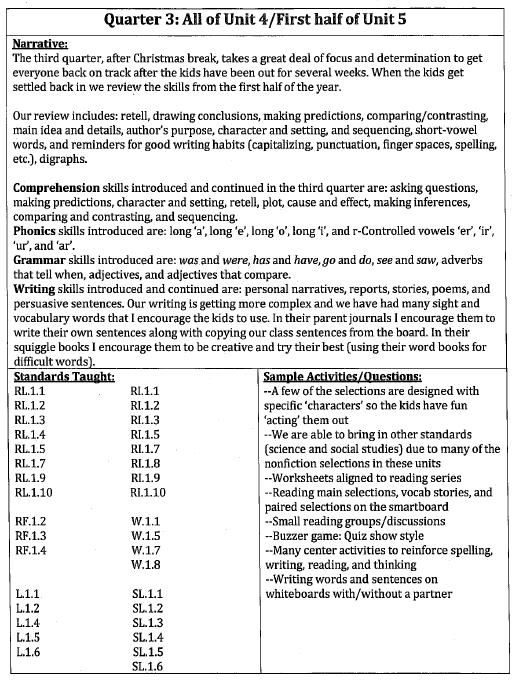 Quarter 3: All of Unit 4/First half of Unit 5
Narrative:
The third quarter, after Christmas break, takes a great deal of focus and determination to get
everyone back on track after the kids have been out for several weeks. When the kids get
settled back in we review the skills from the first half of the year.
Our review includes: retell, drawing conclusions, making predictions, comparing/contrasting,
main idea and details, author's purpose, character and setting, and sequencing, short-vowel
words, and reminders for good writing habits (capitalizing, punctuation, finger spaces, spelling,
etc.), digraphs.
Comprehension skills introduced and continued in the third quarter are: asking questions,
making predictions, character and setting, retell, plot, cause and effect, making inferences,
comparing and contrasting, and sequencing.
Phonics skills introduced are: long 'a', long 'e', long 'o', long 'i', and r-Controlled vowels 'er', 'ir',
'ur', and 'ar'.
Grammar skills introduced are: was and were, has and have, go and do, see and saw, adverbs
that tell when, adjectives, and adjectives that compare.
Writing skills introduced and continued are: personal narratives, reports, stories, poems, and
persuasive sentences. Our writing is getting more complex and we have had many sight and
vocabulary words that I encourage the kids to use. In their parent journals I encourage them to
write their own sentences along with copying our class sentences from the board. In their
squiggle books I encourage them to be creative and try their best (using their word books for
difficult words).
Standards Taught:
RL.1.1 RI.1.1
RL.1.2 RI.1.2
RL.1.3 RI.1.3
RL.1.4 RI.1.5
RL.1.5 RI.1.7
RL.1.7 RI.1.8
RL.1.9 RI.1.9
RL.1.10 RI.1.10
RF.1.2 W.1.1
RF.1.3 W.1.5
RF.1.4 W.1.7
W.1.8
L.1.1 SL.1.1
L.1.2 SL.1.2
L.1.4 SL.1.3
L.1.5 SL.1.4
L.1.6 SL.1.5
SL.1.6
Sample Activities/Questions:
--A few of the selections are designed with
specific 'characters' so the kids have fun
'acting' them out
--We are able to bring in other standards
(science and social studies) due to many of the
nonfiction selections in these units
--Worksheets aligned to reading series
--Reading main selections, vocab stories, and
paired selections on the smartboard
--Small reading groups/discussions
--Buzzer game: Quiz show style
--Many center activities to reinforce spelling,
writing, reading, and thinking
--Writing words and sentences on
whiteboards with/without a partner